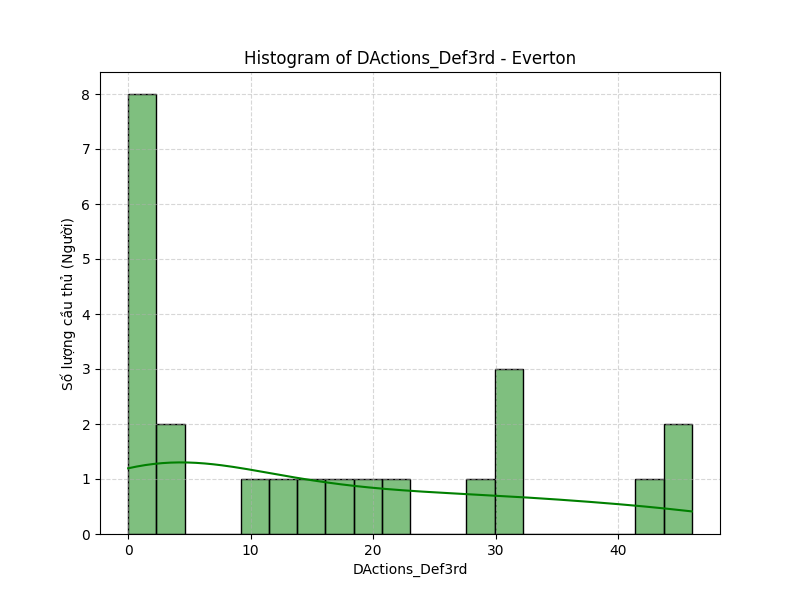 Histogram of DActions_Def3rd - Everton
Số lượng cầu thủ (Người)
8
7
6
5
4
3
2
1
0
0 10 20 30 40
DActions_Def3rd